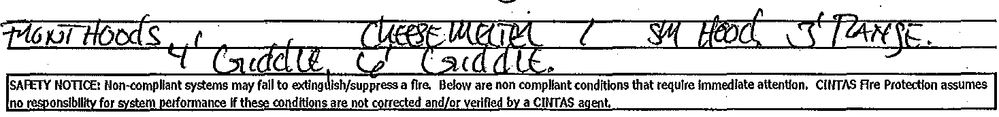 FRONT HOODS CHEESE MELTER / SM HOOD 3' RANGE.
4' GRIDDLE, 6' GRIDDLE.
SAFETY NOTICE: Non-compliant systems may fail to extinguish/suppress a fire. Below are non compliant conditions that require immediate attention. CINTAS Fire Protection assumes
no responsibility for system performance if these conditions are not corrected and/or verified by a CINTAS agent.